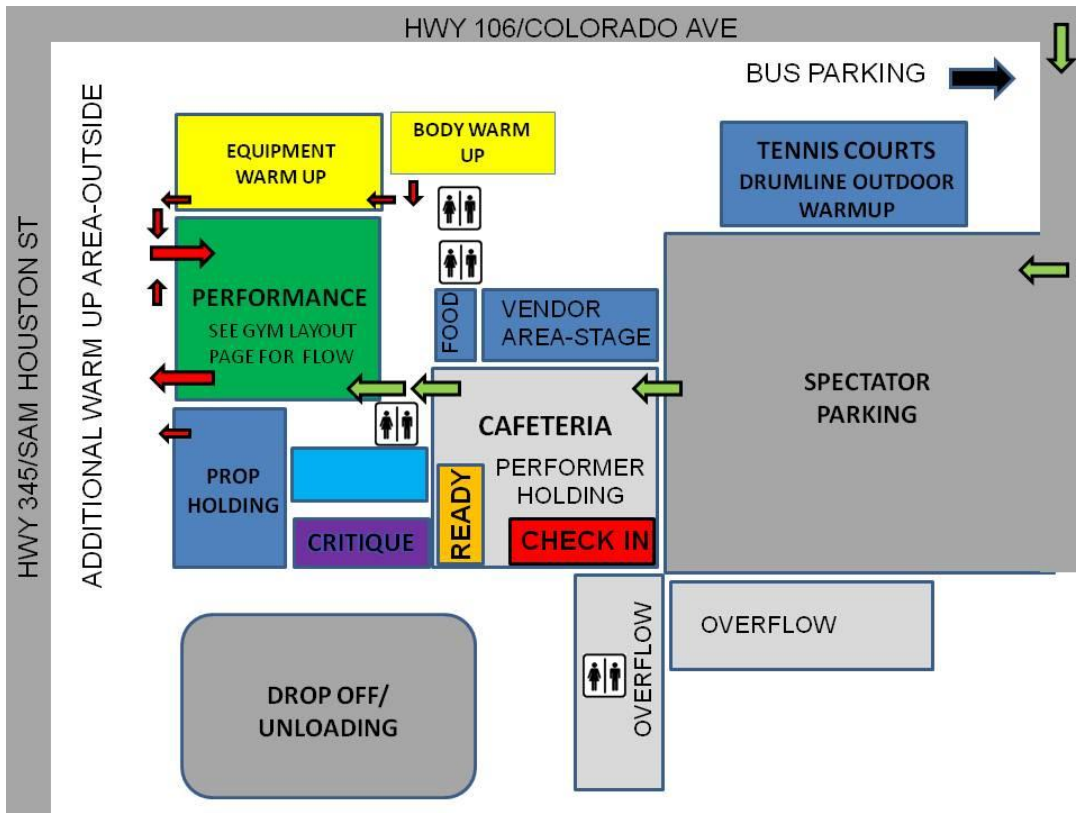 HWY 106/COLORADO AVE
BUS PARKING
HWY 345/SAM HOUSTON ST
ADDITIONAL WARM UP AREA-OUTSIDE
EQUIPMENT
WARM UP
BODY WARM
UP
TENNIS COURTS
DRUMLINE OUTDOOR
WARMUP
PERFORMANCE
SEE GYM LAYOUT
PAGE FOR FLOW
FOOD
VENDOR
AREA-STAGE
SPECTATOR
PARKING
CAFETERIA
PERFORMER
HOLDING
PROP
HOLDING
READY
CRITIQUE
CHECK IN
OVERFLOW
OVERFLOW
DROP OFF/
UNLOADING